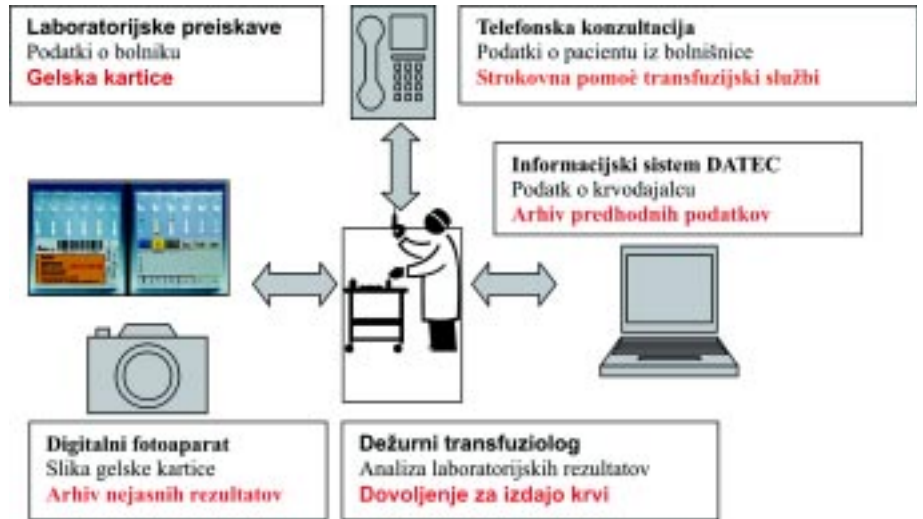 Laboratorijske preiskave
Podatki o bolniku
Gelska kartice
Telefonska konzultacija
Podatki o pacientu iz bolnišnice
Strokovna pomoè transfuzijski službi
Informacijski sistem DATEC
Podatk o krvodajalcu
Arhiv predhodnih podatkov
Digitalni fotoaparat
Slika gelske kartice
Arhiv nejasnih rezultatov
Dežurni transfuziolog
Analiza laboratorijskih rezultatov
Dovoljenje za izdajo krvi